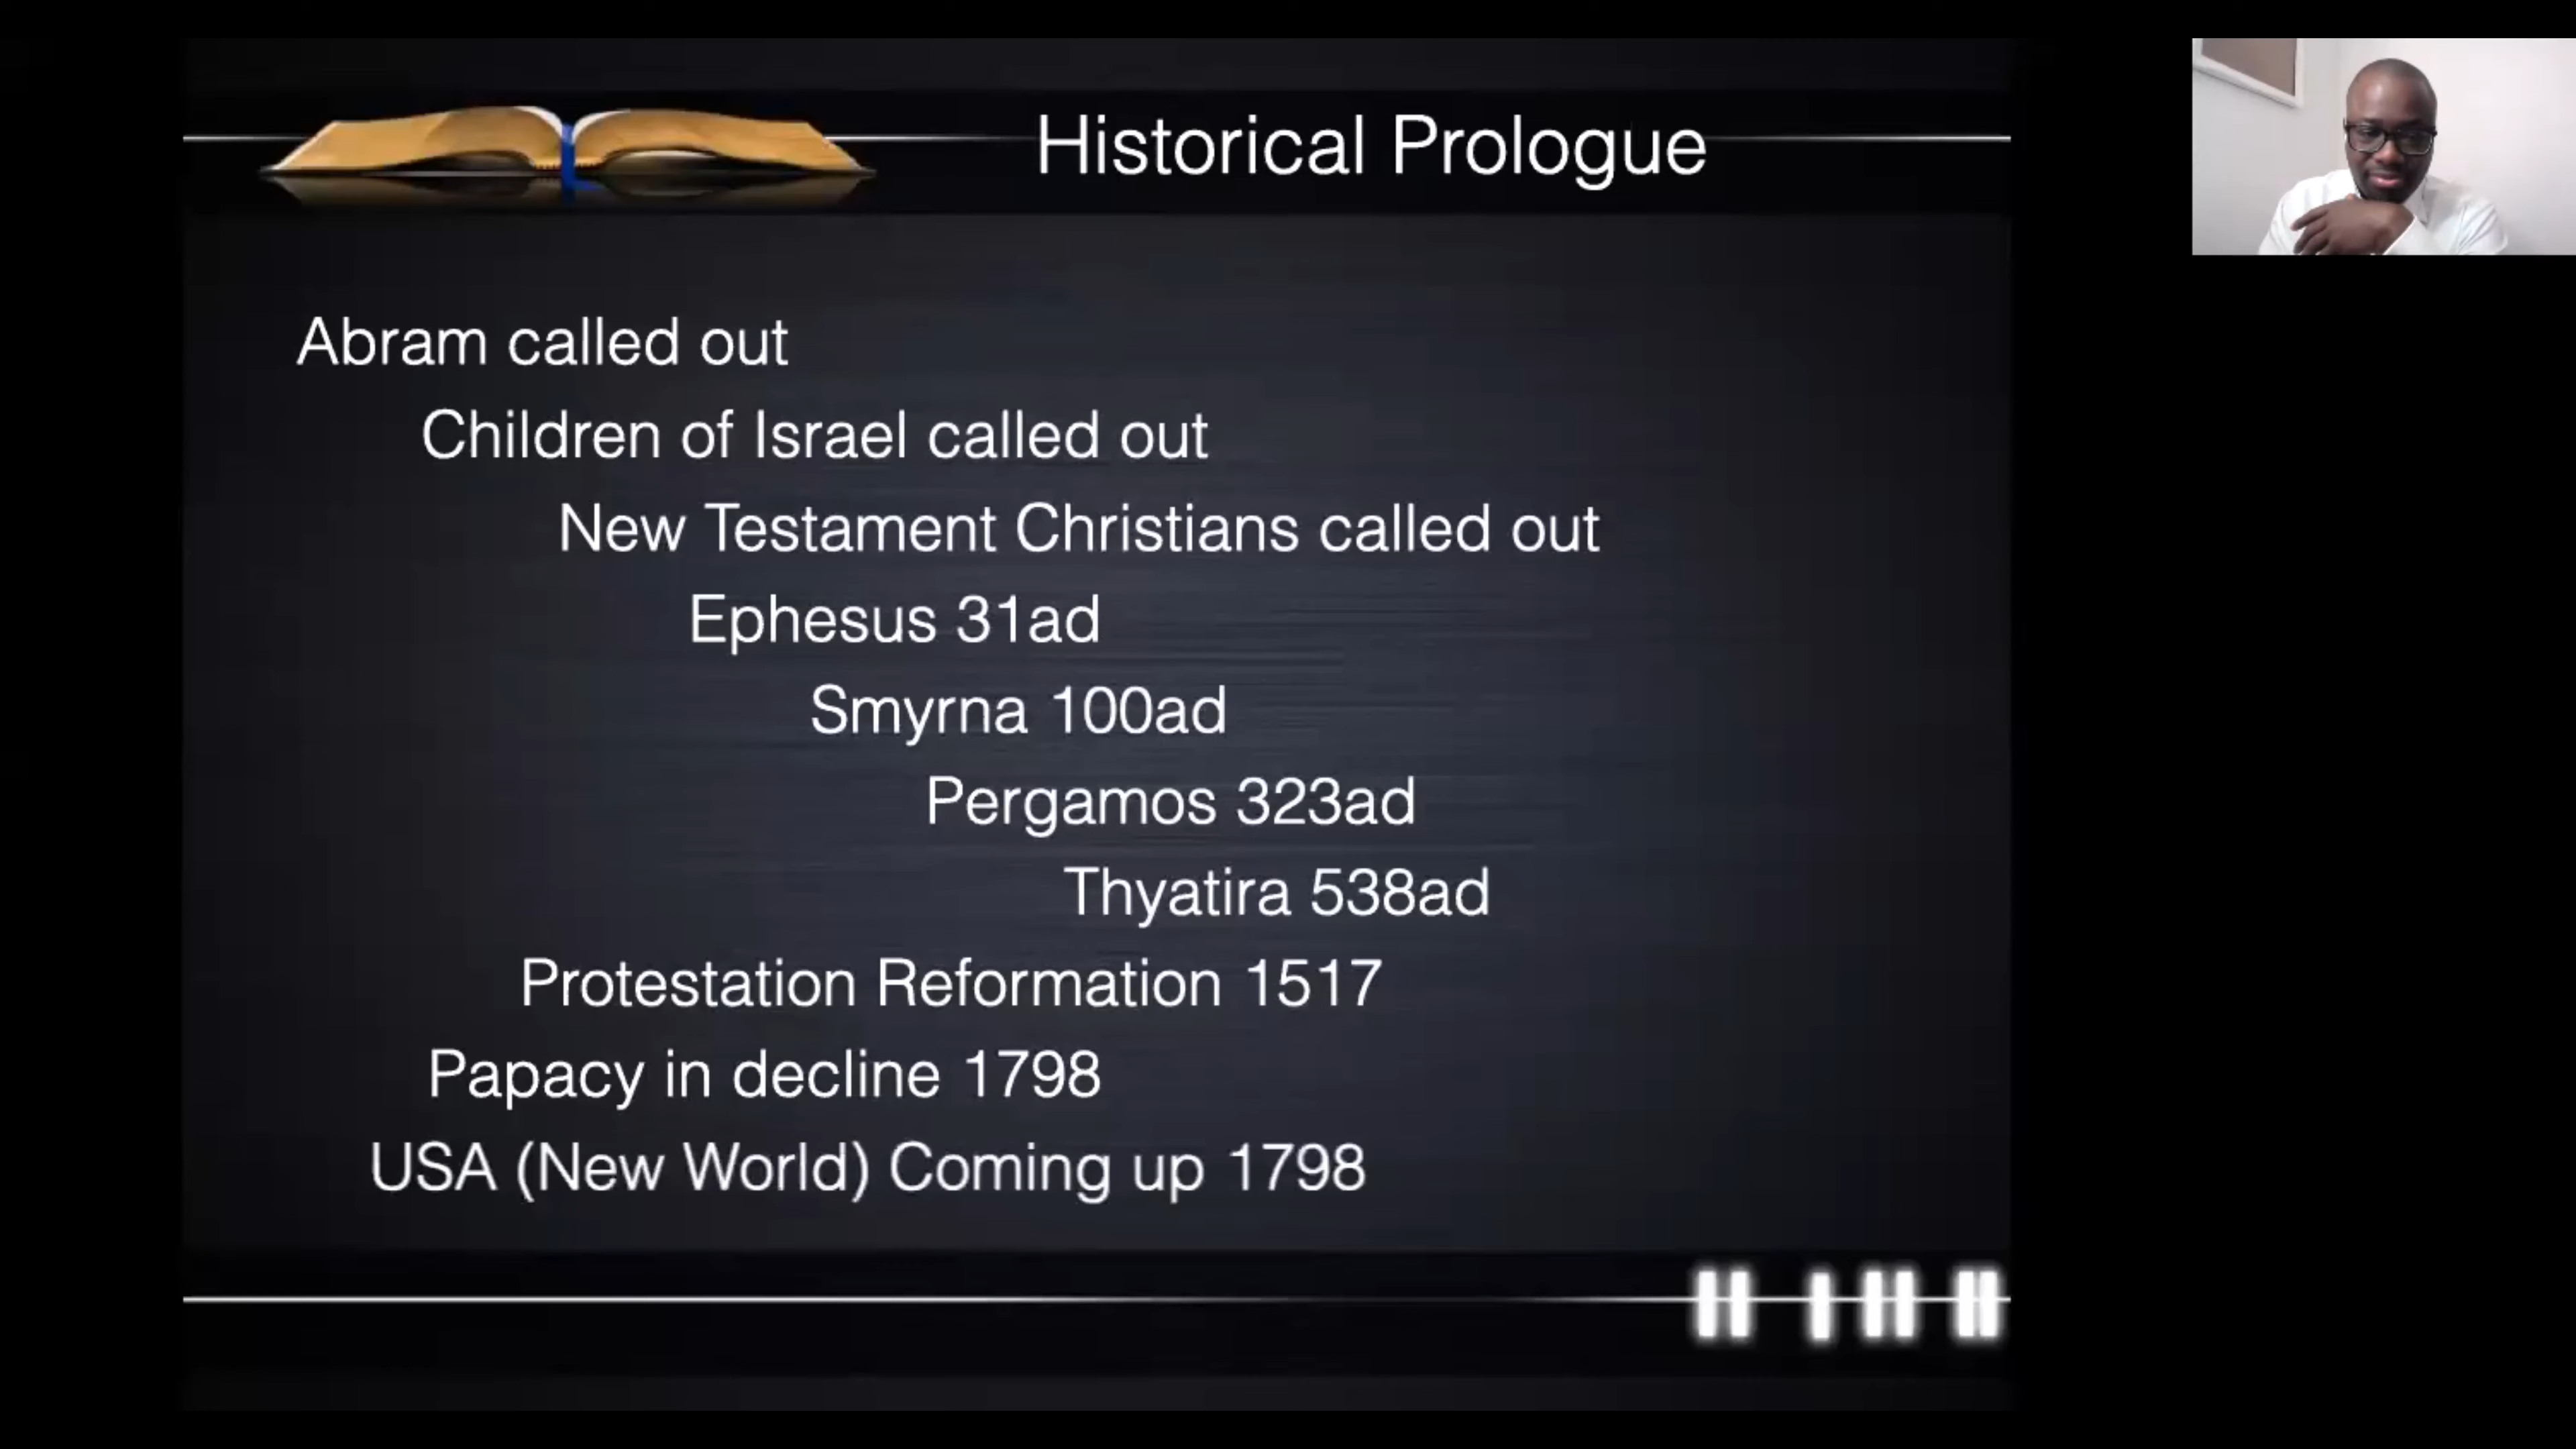 Historical Prologue
Abram called out
Children of Israel called out
New Testament Christians called out
Ephesus 31ad
Smyrna 100ad
Pergamos 323ad
Thyatira 538ad
Protestation Reformation 1517
Papacy in decline 1798
USA (New World) Coming up 1798